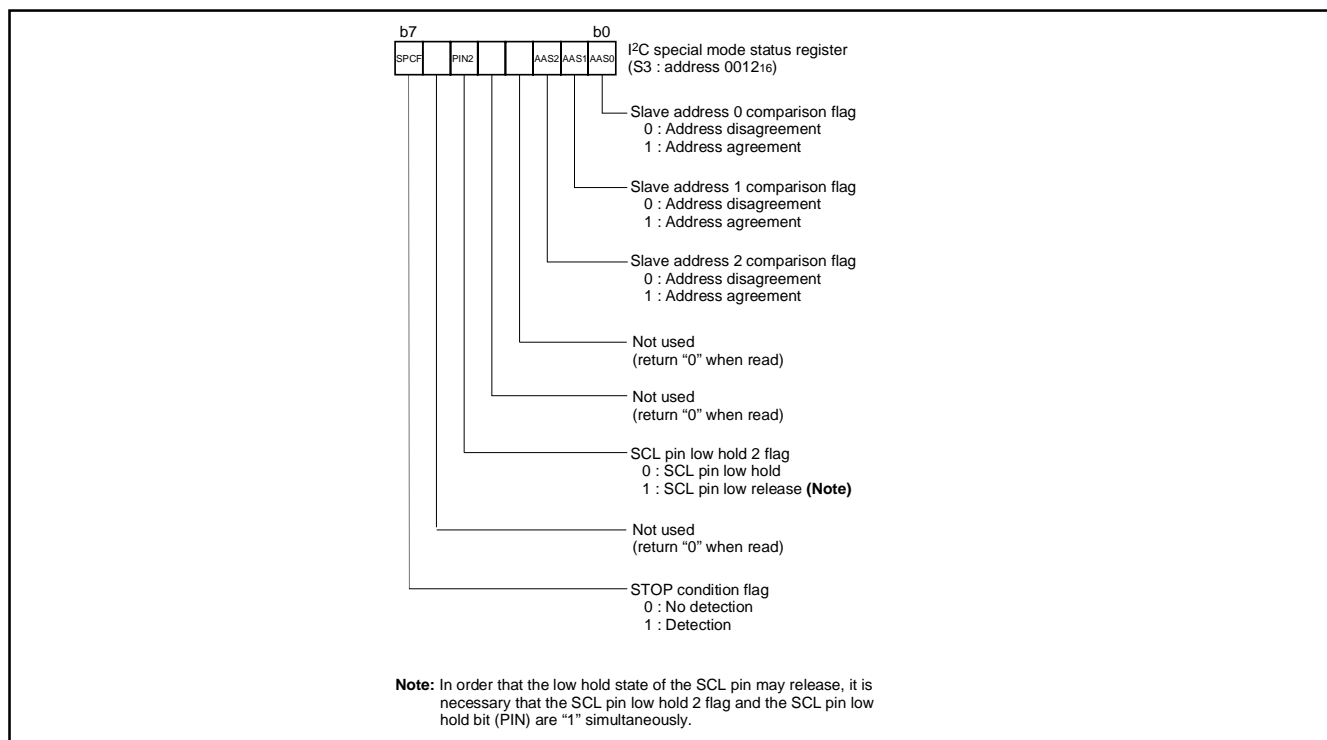 b7 b0
SPCF PIN2 AAS2 AAS1 AAS0
I2C special mode status register
(S3 : address 001216)
Slave address 0 comparison flag
0 : Address disagreement
1 : Address agreement
Slave address 1 comparison flag
0 : Address disagreement
1 : Address agreement
Slave address 2 comparison flag
0 : Address disagreement
1 : Address agreement
Not used
(return “0” when read)
Not used
(return “0” when read)
SCL pin low hold 2 flag
0 : SCL pin low hold
1 : SCL pin low release (Note)
Not used
(return “0” when read)
STOP condition flag
0 : No detection
1 : Detection
Note: In order that the low hold state of the SCL pin may release, it is
necessary that the SCL pin low hold 2 flag and the SCL pin low
hold bit (PIN) are “1” simultaneously.